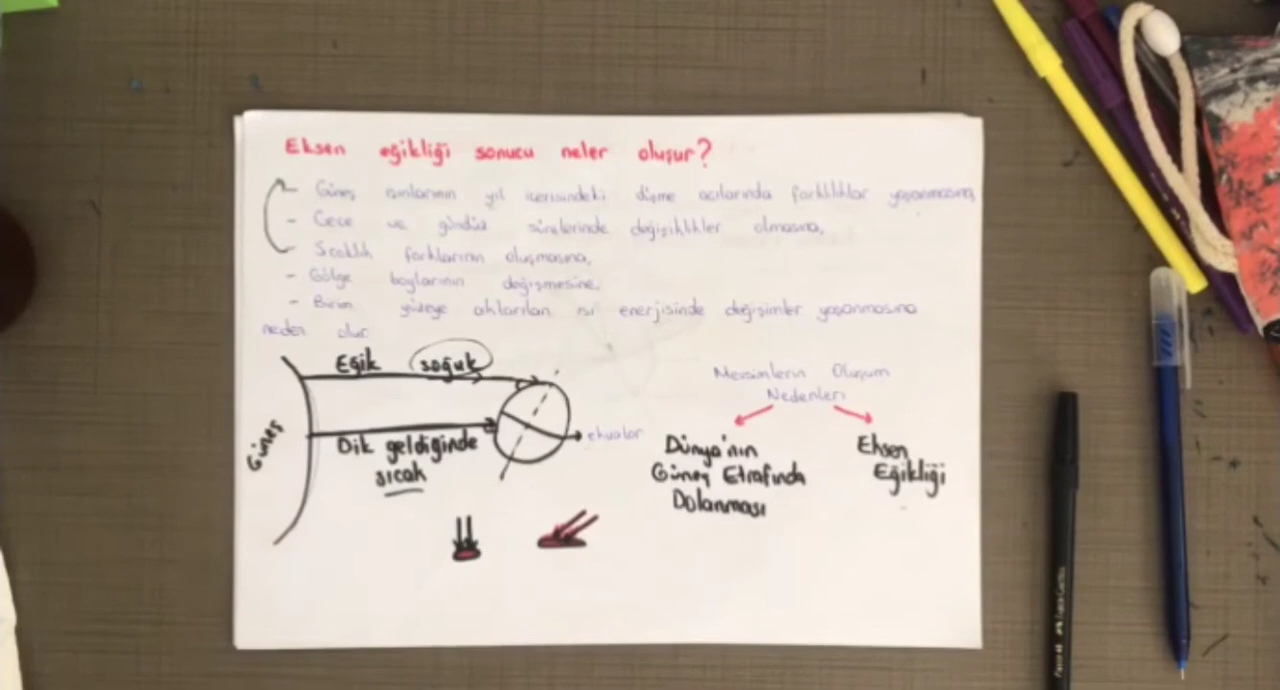 Eksen eğikliği sonucu neler oluşur?
- Güneş ışınlarının yıl içerisindeki düşme açılarında farklılıklar yaşanmasına,
- Gece ve gündüz sürelerinde değişiklikler olmasına,
- Sıcaklık farklarının oluşmasına,
- Gölge boylarının değişmesine,
- Birim yüzeye aktarılan ısı enerjisinde değişimler yaşanmasına
neden olur.
Eğik soğuk
Güneş
Dik geldiğinde
sıcak
ekvator
Mevsimlerin Oluşum
Nedenleri
Dünya'nın
Güneş Etrafında
Dolanması
Eksen
Eğikliği